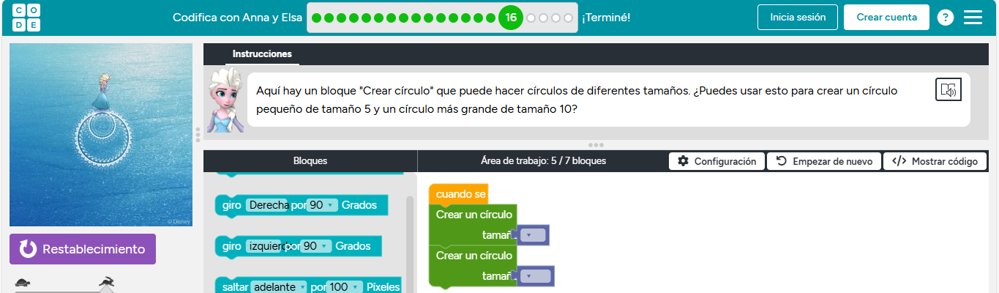 C O
D E
Codifica con Anna y Elsa
16
¡Terminé!
Inicia sesión
Crear cuenta
?
Instrucciones
Aquí hay un bloque "Crear círculo" que puede hacer círculos de diferentes tamaños. ¿Puedes usar esto para crear un círculo
pequeño de tamaño 5 y un círculo más grande de tamaño 10?
© Disney
Restablecimiento
Bloques
Área de trabajo: 5 / 7 bloques
Configuración
Empezar de nuevo
</> Mostrar código
giro Derecha por 90 Grados
giro por 90 Grados
saltar adelante por 100 Píxeles
cuando se
Crear un círculo
tamañ
Crear un círculo
tamañ